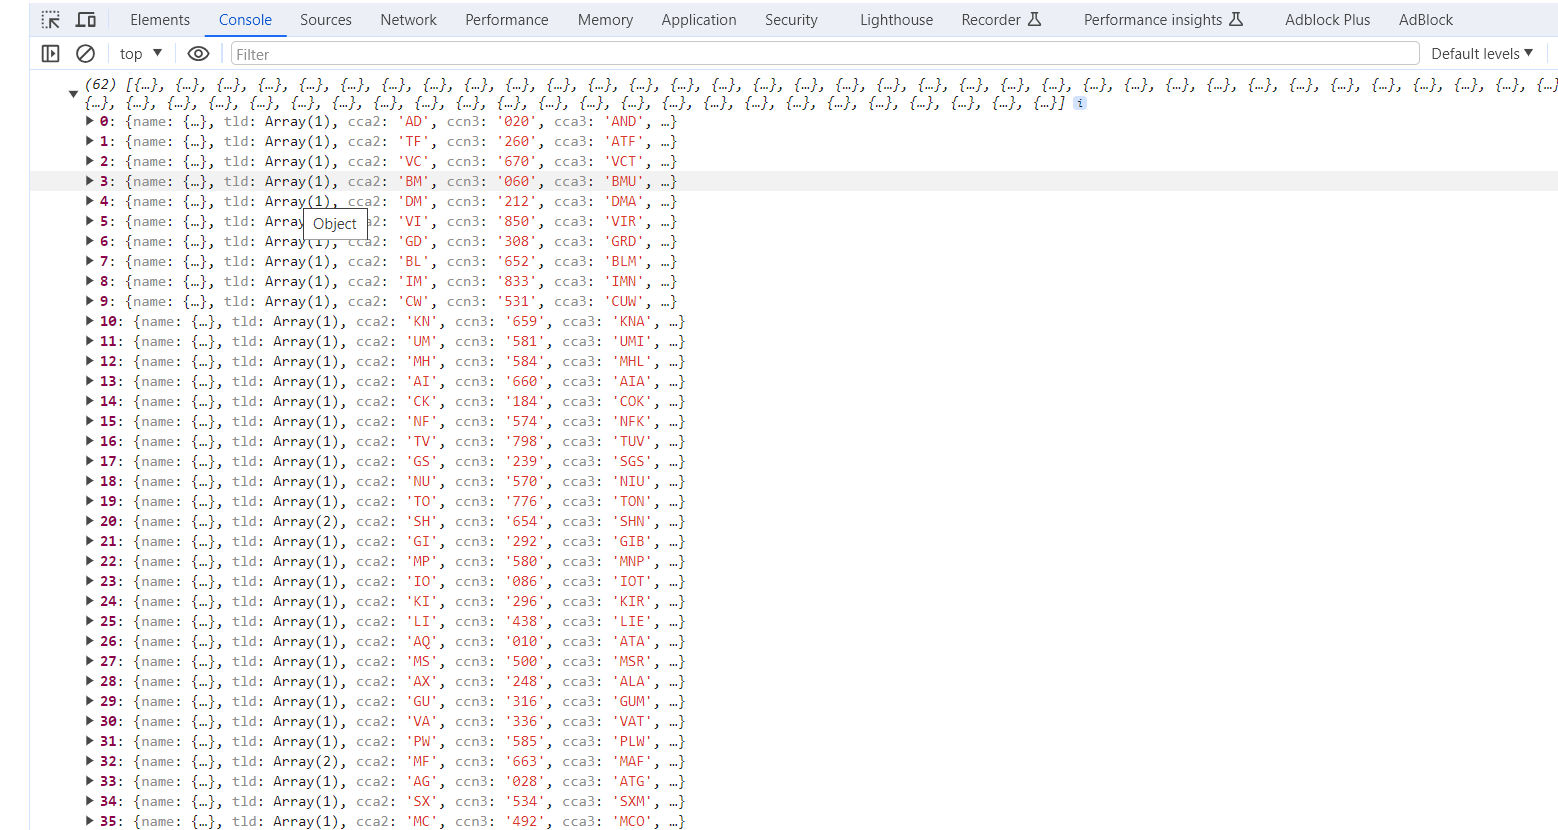 Elements Console Sources Network Performance Memory Application Security Lighthouse Recorder Performance insights Adblock Plus AdBlock
top Filter Default levels
(62) [{…}, {…}, {…}, {…}, {…}, {…}, {…}, {…}, {…}, {…}, {…}, {…}, {…}, {…}, {…}, {…}, {…}, {…}, {…}, {…}, {…}, {…}, {…}, {…}, {…}, {…}, {…}, {…}, {…}, {…}, {…}, {…}, {…}, {…}, {…}
{…}, {…}, {…}, {…}, {…}, {…}, {…}, {…}, {…}, {…}, {…}, {…}, {…}, {…}, {…}, {…}, {…}, {…}, {…}, {…}, {…}, {…}, {…}, {…}] i
0: {name: {…}, tld: Array(1), cca2: 'AD', ccn3: '020', cca3: 'AND', …}
1: {name: {…}, tld: Array(1), cca2: 'TF', ccn3: '260', cca3: 'ATF', …}
2: {name: {…}, tld: Array(1), cca2: 'VC', ccn3: '670', cca3: 'VCT', …}
3: {name: {…}, tld: Array(1), cca2: 'BM', ccn3: '060', cca3: 'BMU', …}
4: {name: {…}, tld: Array(1), cca2: 'DM', ccn3: '212', cca3: 'DMA', …}
5: {name: {…}, tld: Array ca2: 'VI', ccn3: '850', cca3: 'VIR', …}
Object
6: {name: {…}, tld: Array(1), cca2: 'GD', ccn3: '308', cca3: 'GRD', …}
7: {name: {…}, tld: Array(1), cca2: 'BL', ccn3: '652', cca3: 'BLM', …}
8: {name: {…}, tld: Array(1), cca2: 'IM', ccn3: '833', cca3: 'IMN', …}
9: {name: {…}, tld: Array(1), cca2: 'CW', ccn3: '531', cca3: 'CUW', …}
10: {name: {…}, tld: Array(1), cca2: 'KN', ccn3: '659', cca3: 'KNA', …}
11: {name: {…}, tld: Array(1), cca2: 'UM', ccn3: '581', cca3: 'UMI', …}
12: {name: {…}, tld: Array(1), cca2: 'MH', ccn3: '584', cca3: 'MHL', …}
13: {name: {…}, tld: Array(1), cca2: 'AI', ccn3: '660', cca3: 'AIA', …}
14: {name: {…}, tld: Array(1), cca2: 'CK', ccn3: '184', cca3: 'COK', …}
15: {name: {…}, tld: Array(1), cca2: 'NF', ccn3: '574', cca3: 'NFK', …}
16: {name: {…}, tld: Array(1), cca2: 'TV', ccn3: '798', cca3: 'TUV', …}
17: {name: {…}, tld: Array(1), cca2: 'GS', ccn3: '239', cca3: 'SGS', …}
18: {name: {…}, tld: Array(1), cca2: 'NU', ccn3: '570', cca3: 'NIU', …}
19: {name: {…}, tld: Array(1), cca2: 'TO', ccn3: '776', cca3: 'TON', …}
20: {name: {…}, tld: Array(2), cca2: 'SH', ccn3: '654', cca3: 'SHN', …}
21: {name: {…}, tld: Array(1), cca2: 'GI', ccn3: '292', cca3: 'GIB', …}
22: {name: {…}, tld: Array(1), cca2: 'MP', ccn3: '580', cca3: 'MNP', …}
23: {name: {…}, tld: Array(1), cca2: 'IO', ccn3: '086', cca3: 'IOT', …}
24: {name: {…}, tld: Array(1), cca2: 'KI', ccn3: '296', cca3: 'KIR', …}
25: {name: {…}, tld: Array(1), cca2: 'LI', ccn3: '438', cca3: 'LIE', …}
26: {name: {…}, tld: Array(1), cca2: 'AQ', ccn3: '010', cca3: 'ATA', …}
27: {name: {…}, tld: Array(1), cca2: 'MS', ccn3: '500', cca3: 'MSR', …}
28: {name: {…}, tld: Array(1), cca2: 'AX', ccn3: '248', cca3: 'ALA', …}
29: {name: {…}, tld: Array(1), cca2: 'GU', ccn3: '316', cca3: 'GUM', …}
30: {name: {…}, tld: Array(1), cca2: 'VA', ccn3: '336', cca3: 'VAT', …}
31: {name: {…}, tld: Array(1), cca2: 'PW', ccn3: '585', cca3: 'PLW', …}
32: {name: {…}, tld: Array(2), cca2: 'MF', ccn3: '663', cca3: 'MAF', …}
33: {name: {…}, tld: Array(1), cca2: 'AG', ccn3: '028', cca3: 'ATG', …}
34: {name: {…}, tld: Array(1), cca2: 'SX', ccn3: '534', cca3: 'SXM', …}
35: {name: {…}, tld: Array(1), cca2: 'MC', ccn3: '492', cca3: 'MCO', …}